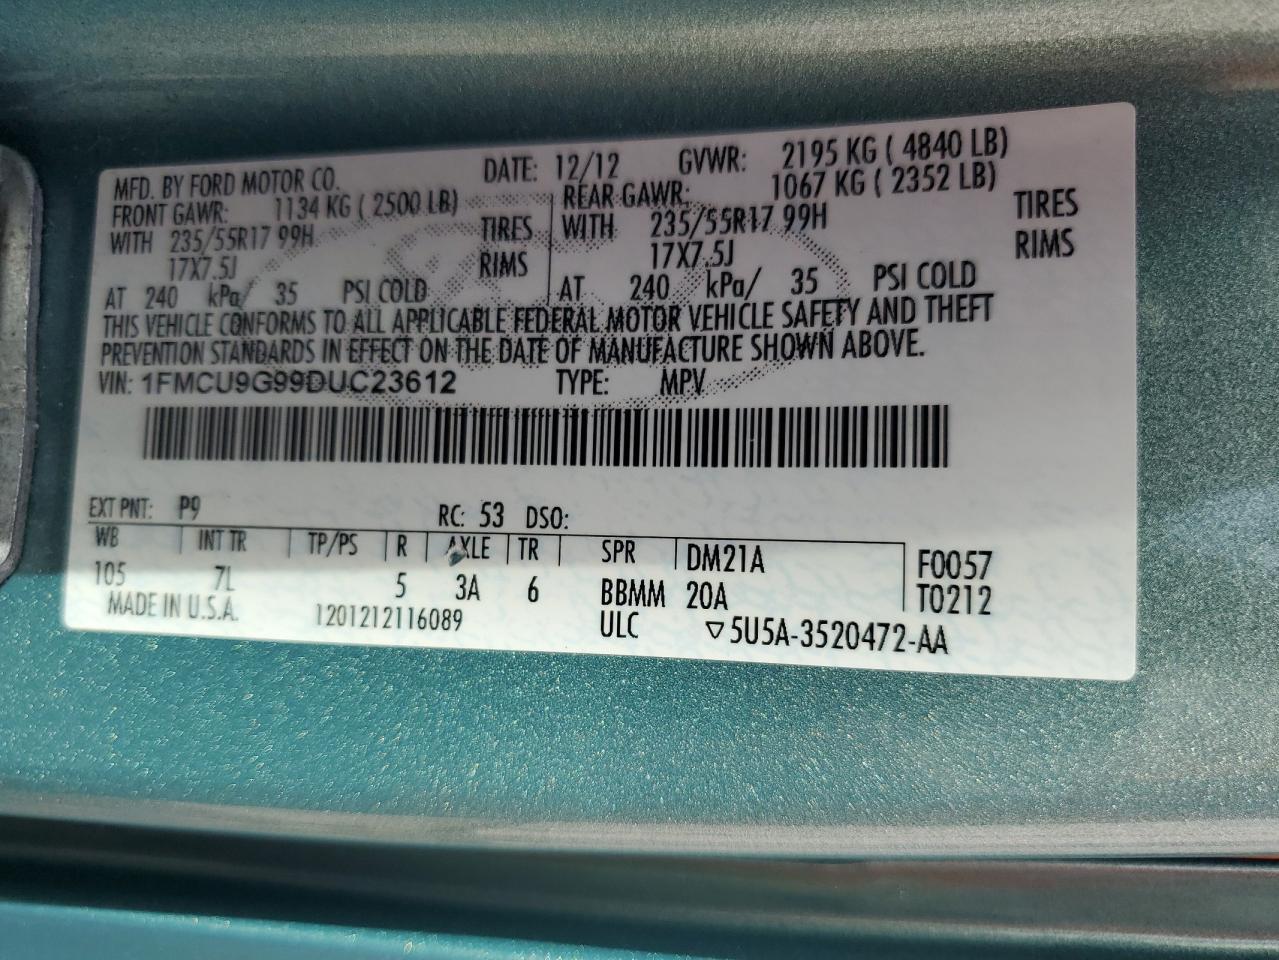 MFD. BY FORD MOTOR CO. DATE: 12/12 GVWR: 2195 KG ( 4840 LB)
FRONT GAWR: 1134 KG ( 2500 LB) REAR GAWR: 1067 KG ( 2352 LB)
WITH 235/55R17 99H TIRES WITH 235/55R17 99H TIRES
17X7.5J RIMS 17X7.5J RIMS
AT 240 kPa/ 35 PSI COLD AT 240 kPa/ 35 PSI COLD
THIS VEHICLE CONFORMS TO ALL APPLICABLE FEDERAL MOTOR VEHICLE SAFETY AND THEFT
PREVENTION STANDARDS IN EFFECT ON THE DATE OF MANUFACTURE SHOWN ABOVE.
VIN: 1FMCU9G99DUC23612 TYPE: MPV
EXT PNT: P9 RC: 53 DSO:
WB INT TR TP/PS R AXLE TR SPR DM21A F0057
105 7L 5 3A 6 BBMM 20A T0212
MADE IN U.S.A. 1201212116089 ULC ▽5U5A-3520472-AA